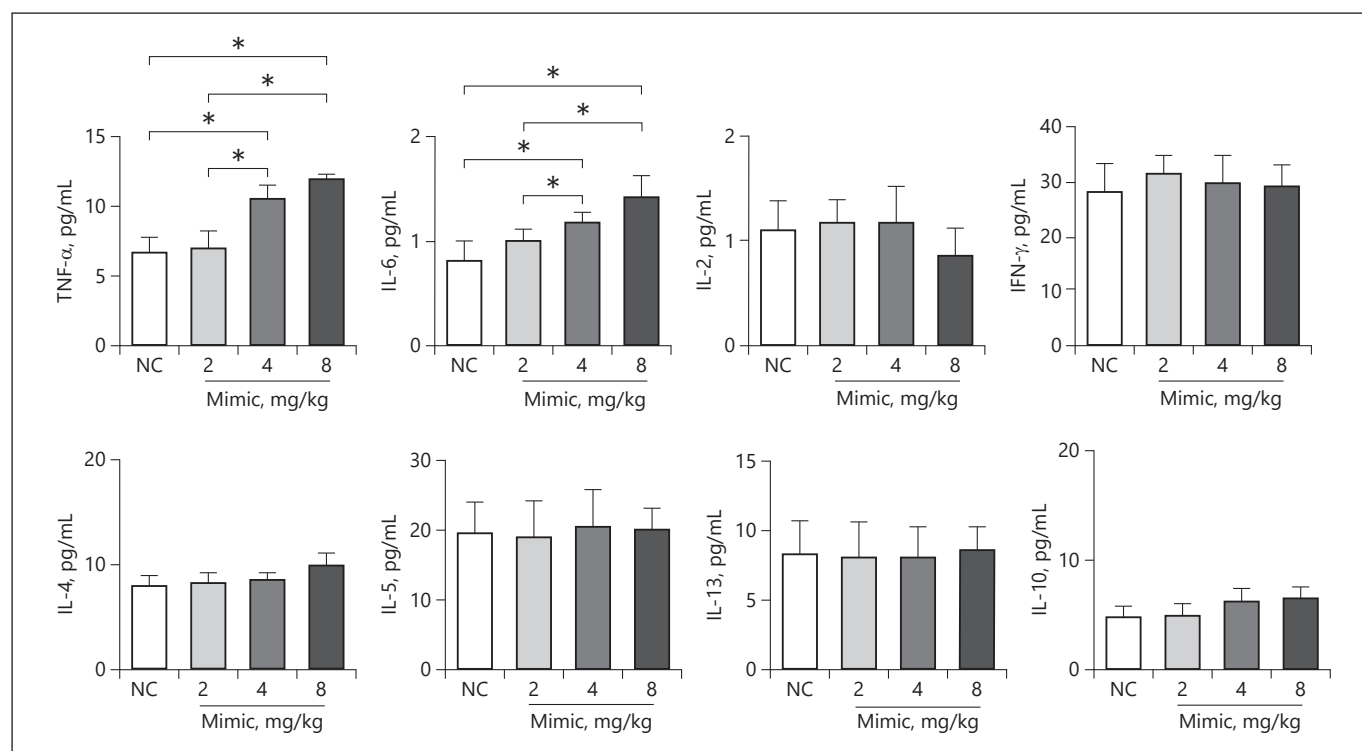 *
*
*
*
15
10
5
0
TNF-α, pg/mL
NC
2
4
8
Mimic, mg/kg
*
*
*
*
2
1
0
IL-6, pg/mL
NC
2
4
8
Mimic, mg/kg
2
1
0
IL-2, pg/mL
NC
2
4
8
Mimic, mg/kg
40
30
30
10
0
IFN-γ, pg/mL
NC
2
4
8
Mimic, mg/kg
20
10
0
IL-4, pg/mL
NC
2
4
8
Mimic, mg/kg
30
20
10
0
IL-5, pg/mL
NC
2
4
8
Mimic, mg/kg
15
10
5
0
IL-13, pg/mL
NC
2
4
8
Mimic, mg/kg
20
10
0
IL-10, pg/mL
NC
2
4
8
Mimic, mg/kg